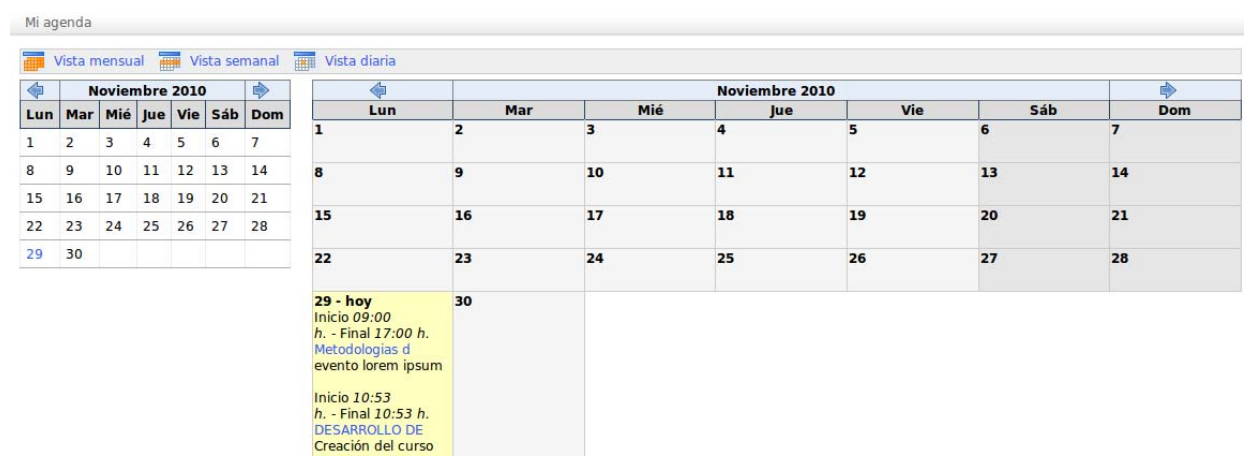 Mi agenda
Vista mensual Vista semanal Vista diaria
Noviembre 2010
Lun Mar Mié Jue Vie Sáb Dom
1 2 3 4 5 6 7
8 9 10 11 12 13 14
15 16 17 18 19 20 21
22 23 24 25 26 27 28
29 30
Noviembre 2010
Lun Mar Mié Jue Vie Sáb Dom
1 2 3 4 5 6 7
8 9 10 11 12 13 14
15 16 17 18 19 20 21
22 23 24 25 26 27 28
29 - hoy 30
Inicio 09:00
h. - Final 17:00 h.
Metodologias d
evento lorem ipsum
Inicio 10:53
h. - Final 10:53 h.
DESARROLLO DE
Creación del curso